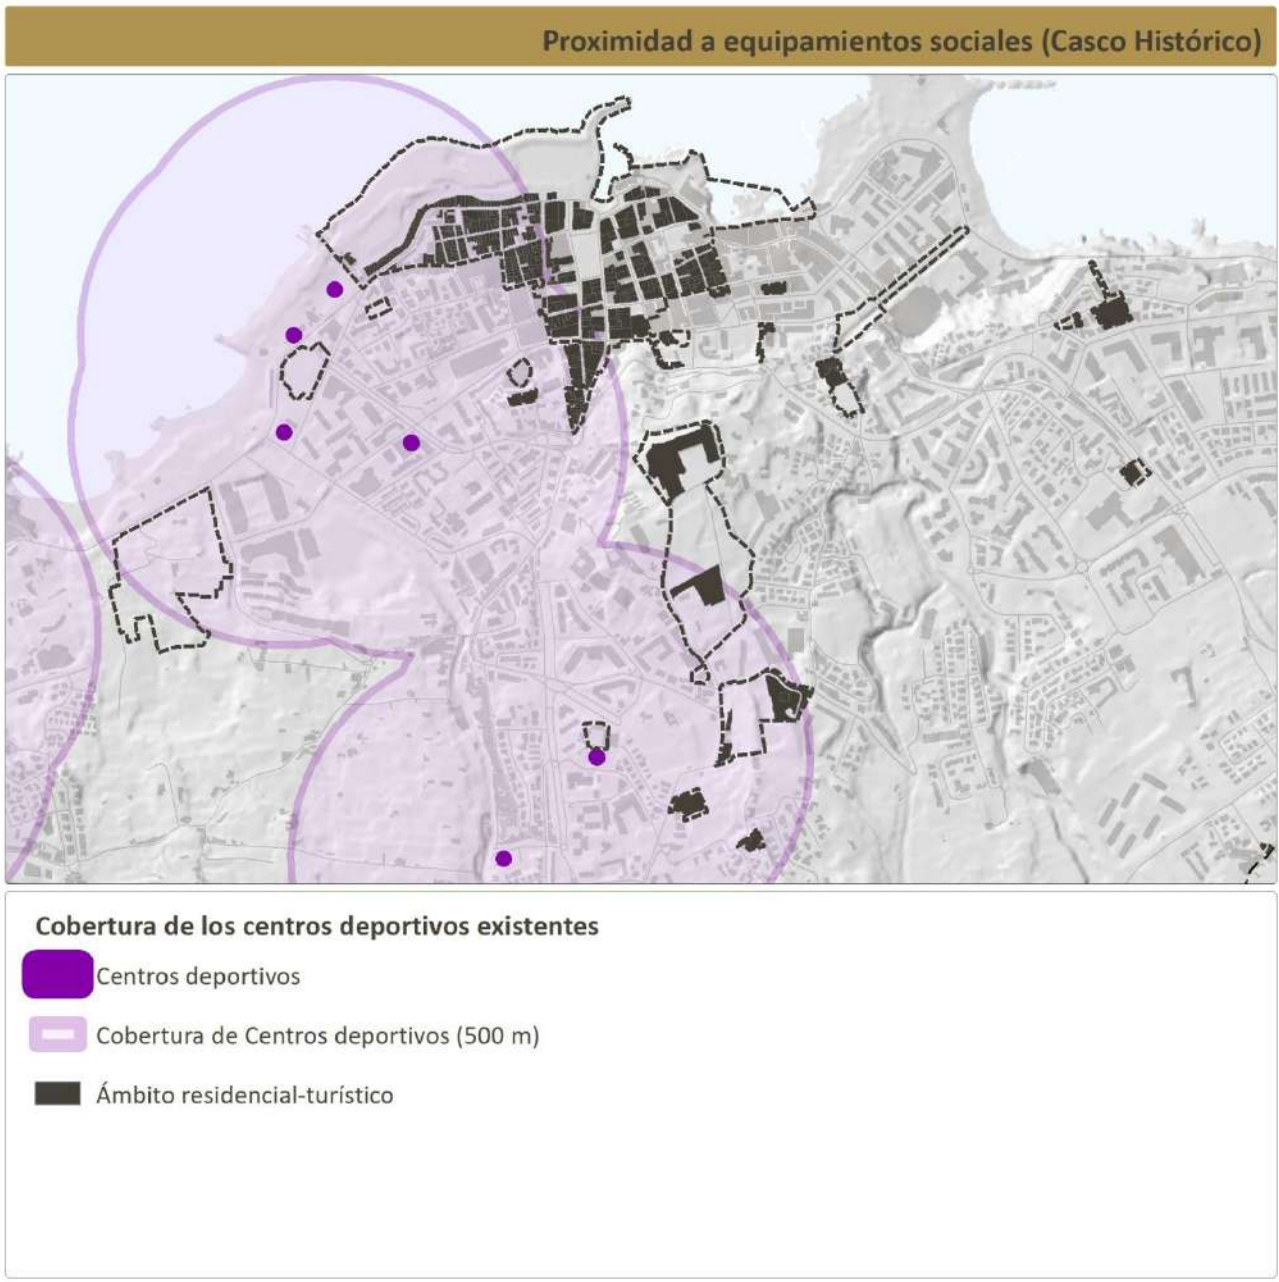 Proximidad a equipamientos sociales (Casco Histórico)
Cobertura de los centros deportivos existentes
Centros deportivos
Cobertura de Centros deportivos (500 m)
Ámbito residencial-turístico